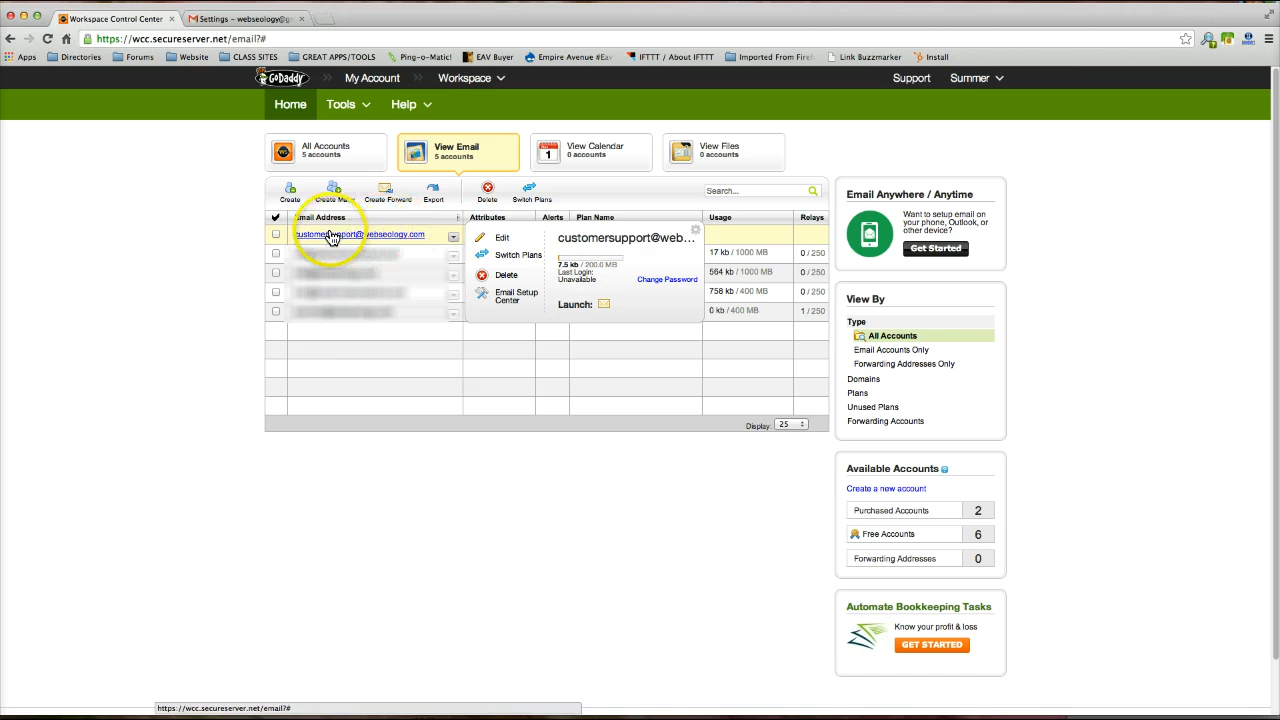 Workspace Control Center
Settings – webseology@g
https://wcc.secureserver.net/email?#
Apps
Directories
Forums
Website
CLASS SITES
GREAT APPS/TOOLS
Ping-o-Matic!
EAV Buyer
Empire Avenue #Eav
IFTTT / About IFTTT
Imported From Firef
Link Buzzmarker
Install
GoDaddy
My Account
Workspace
Support
Summer
Home
Tools
Help
All Accounts
5 accounts
View Email
5 accounts
View Calendar
0 accounts
View Files
0 accounts
Create
Create Many
Create Forward
Export
Delete
Switch Plans
Search...
Email Address
Attributes
Alerts
Plan Name
Usage
Relays
customersupport@webseology.com
Edit
Switch Plans
Delete
Email Setup
Center
customersupport@web...
7.5 kb / 200.0 MB
Last Login:
Unavailable
Change Password
Launch:
17 kb / 1000 MB
0 / 250
564 kb / 1000 MB
0 / 250
758 kb / 400 MB
0 / 250
0 kb / 400 MB
1 / 250
Display:
25
Email Anywhere / Anytime
Want to setup email on
your phone, Outlook, or
other device?
Get Started
View By
Type
All Accounts
Email Accounts Only
Forwarding Addresses Only
Domains
Plans
Unused Plans
Forwarding Accounts
Available Accounts
Create a new account
Purchased Accounts
2
Free Accounts
6
Forwarding Addresses
0
Automate Bookkeeping Tasks
Know your profit & loss
GET STARTED
https://wcc.secureserver.net/email?#